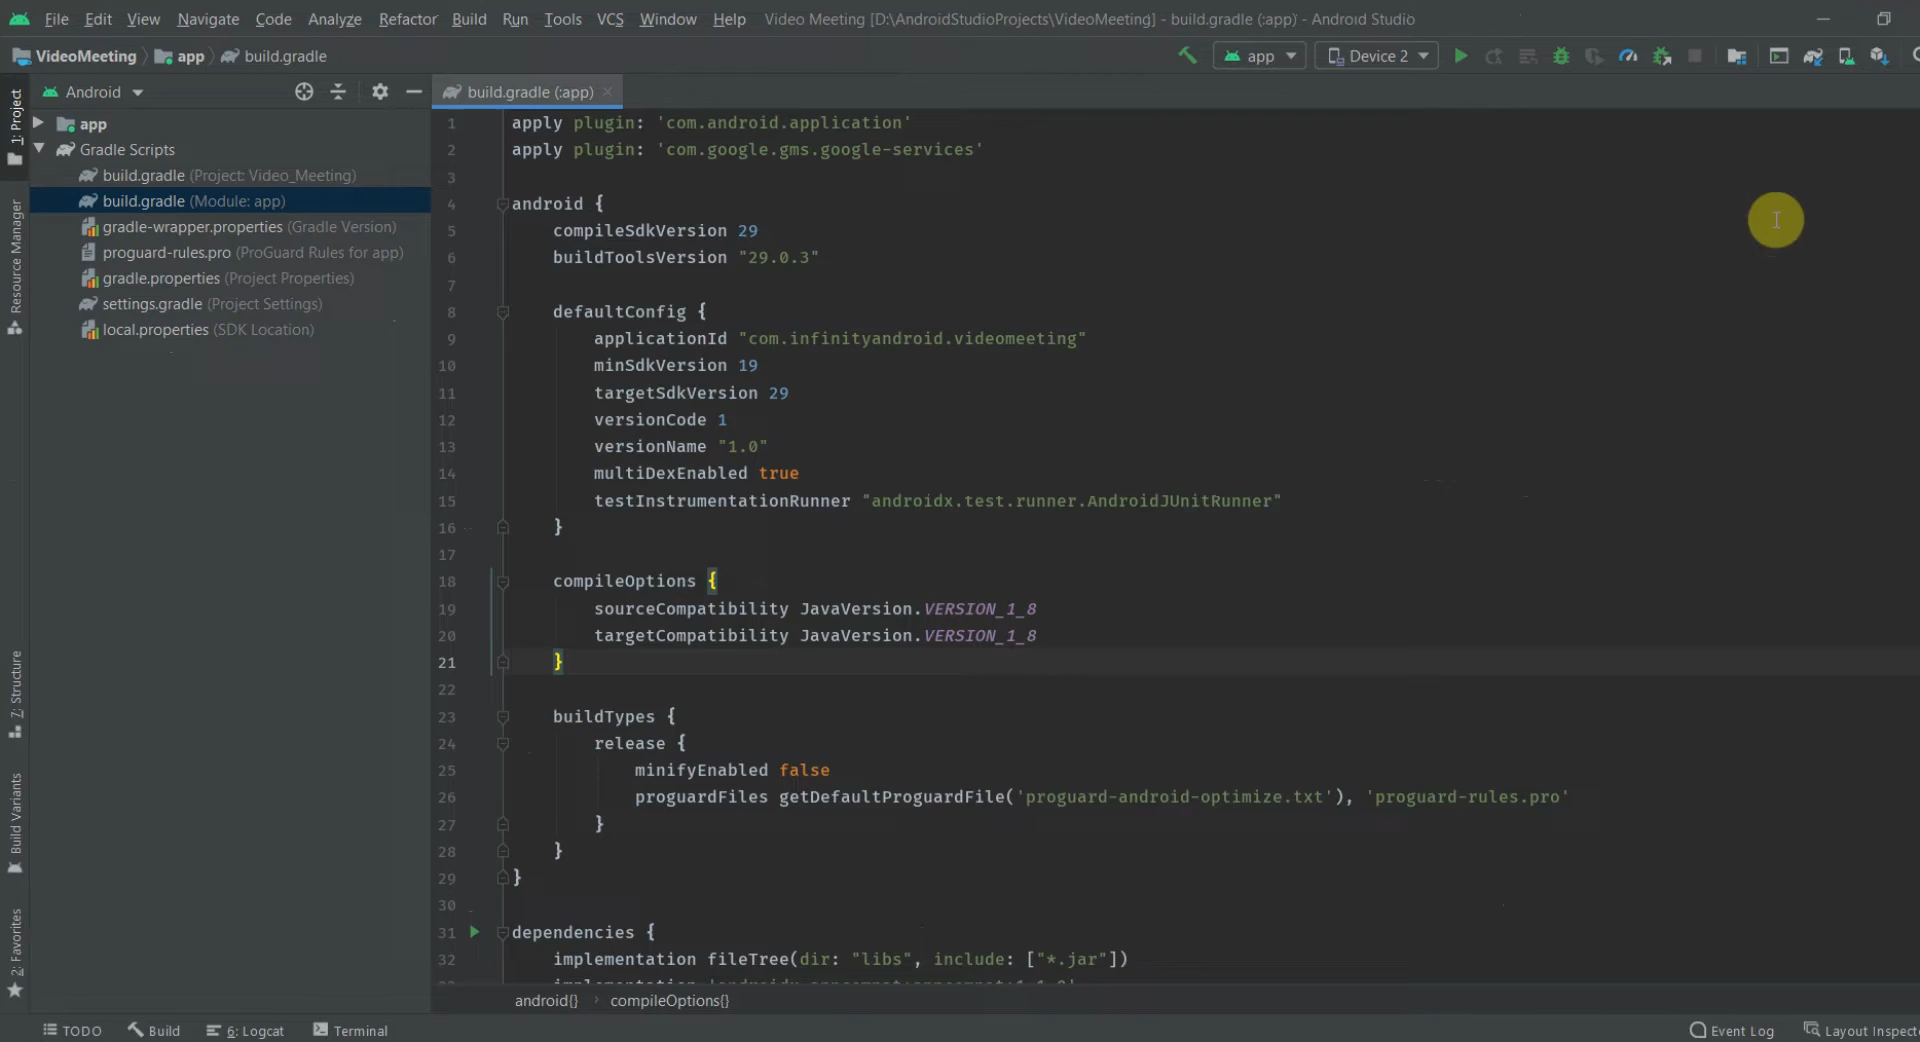 File Edit View Navigate Code Analyze Refactor Build Run Tools VCS Window Help Video Meeting [D:\AndroidStudioProjects\VideoMeeting] - build.gradle (:app) - Android Studio
VideoMeeting app build.gradle
app Device 2
Android
build.gradle (:app)
1: Project
Resource Manager
7: Structure
Build Variants
2: Favorites
app
Gradle Scripts
build.gradle (Project: Video_Meeting)
build.gradle (Module: app)
gradle-wrapper.properties (Gradle Version)
proguard-rules.pro (ProGuard Rules for app)
gradle.properties (Project Properties)
settings.gradle (Project Settings)
local.properties (SDK Location)
1 apply plugin: 'com.android.application'
2 apply plugin: 'com.google.gms.google-services'
3
4 android {
5 compileSdkVersion 29
6 buildToolsVersion "29.0.3"
7
8 defaultConfig {
9 applicationId "com.infinityandroid.videomeeting"
10 minSdkVersion 19
11 targetSdkVersion 29
12 versionCode 1
13 versionName "1.0"
14 multiDexEnabled true
15 testInstrumentationRunner "androidx.test.runner.AndroidJUnitRunner"
16 }
17
18 compileOptions {
19 sourceCompatibility JavaVersion.VERSION_1_8
20 targetCompatibility JavaVersion.VERSION_1_8
21 }
22
23 buildTypes {
24 release {
25 minifyEnabled false
26 proguardFiles getDefaultProguardFile('proguard-android-optimize.txt'), 'proguard-rules.pro'
27 }
28 }
29 }
30
31 dependencies {
32 implementation fileTree(dir: "libs", include: ["*.jar"])
android{} › compileOptions{}
TODO Build 6: Logcat Terminal Event Log Layout Inspect